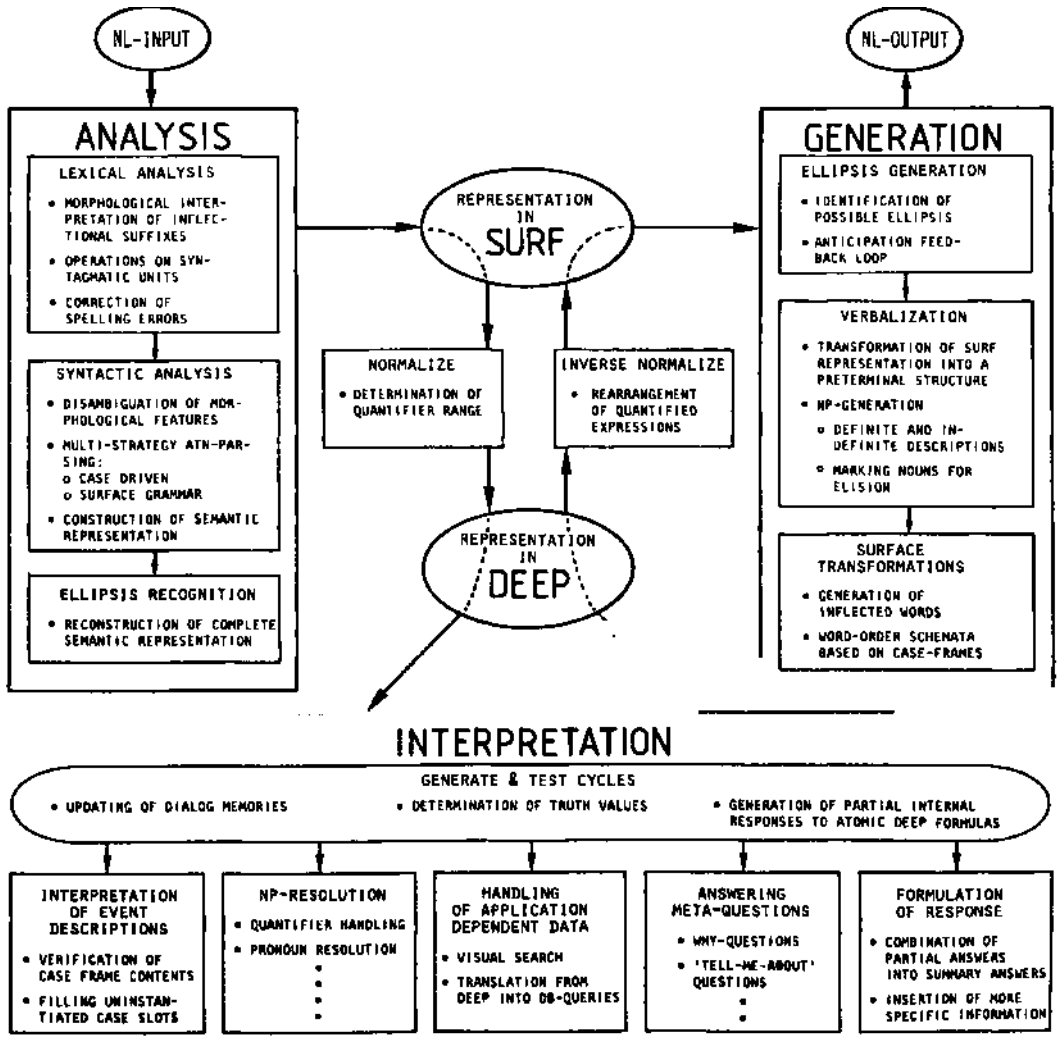 NL-INPUT
NL-OUTPUT
ANALYSIS
LEXICAL ANALYSIS
• MORPHOLOGICAL INTER-
PRETATION OF INFLEC-
TIONAL SUFFIXES
• OPERATIONS ON SYN-
TAGMATIC UNITS
• CORRECTION OF
SPELLING ERRORS
SYNTACTIC ANALYSIS
• DISAMBIGUATION OF MOR-
PHOLOGICAL FEATURES
• MULTI-STRATEGY ATN-PAR-
SING:
o CASE DRIVEN
o SURFACE GRAMMAR
• CONSTRUCTION OF SEMANTIC
REPRESENTATION
ELLIPSIS RECOGNITION
• RECONSTRUCTION OF COMPLETE
SEMANTIC REPRESENTATION
REPRESENTATION
IN
SURF
NORMALIZE
• DETERMINATION OF
QUANTIFIER RANGE
INVERSE NORMALIZE
• REARRANGEMENT
OF QUANTIFIED
EXPRESSIONS
REPRESENTATION
IN
DEEP
GENERATION
ELLIPSIS GENERATION
• IDENTIFICATION OF
POSSIBLE ELLIPSIS
• ANTICIPATION FEED-
BACK LOOP
VERBALIZATION
• TRANSFORMATION OF SURF
REPRESENTATION INTO A
PRETERMINAL STRUCTURE
• NP-GENERATION
o DEFINITE AND IN-
DEFINITE DESCRIPTIONS
o MARKING NOUNS FOR
ELISION
SURFACE
TRANSFORMATIONS
• GENERATION OF
INFLECTED WORDS
• WORD-ORDER SCHEMATA
BASED ON CASE-FRAMES
INTERPRETATION
GENERATE & TEST CYCLES
• UPDATING OF DIALOG MEMORIES
• DETERMINATION OF TRUTH VALUES
• GENERATION OF PARTIAL INTERNAL
RESPONSES TO ATOMIC DEEP FORMULAS
INTERPRETATION
OF EVENT
DESCRIPTIONS
• VERIFICATION OF
CASE FRAME CONTENTS
• FILLING UNINSTAN-
TIATED CASE SLOTS
NP-RESOLUTION
• QUANTIFIER HANDLING
• PRONOUN RESOLUTION
•
•
•
HANDLING
OF APPLICATION
DEPENDENT DATA
• VISUAL SEARCH
• TRANSLATION FROM
DEEP INTO DB-QUERIES
ANSWERING
META-QUESTIONS
• WHY-QUESTIONS
• 'TELL-ME-ABOUT'
QUESTIONS
•
•
FORMULATION
OF RESPONSE
• COMBINATION OF
PARTIAL ANSWERS
INTO SUMMARY ANSWERS
• INSERTION OF MORE
SPECIFIC INFORMATION